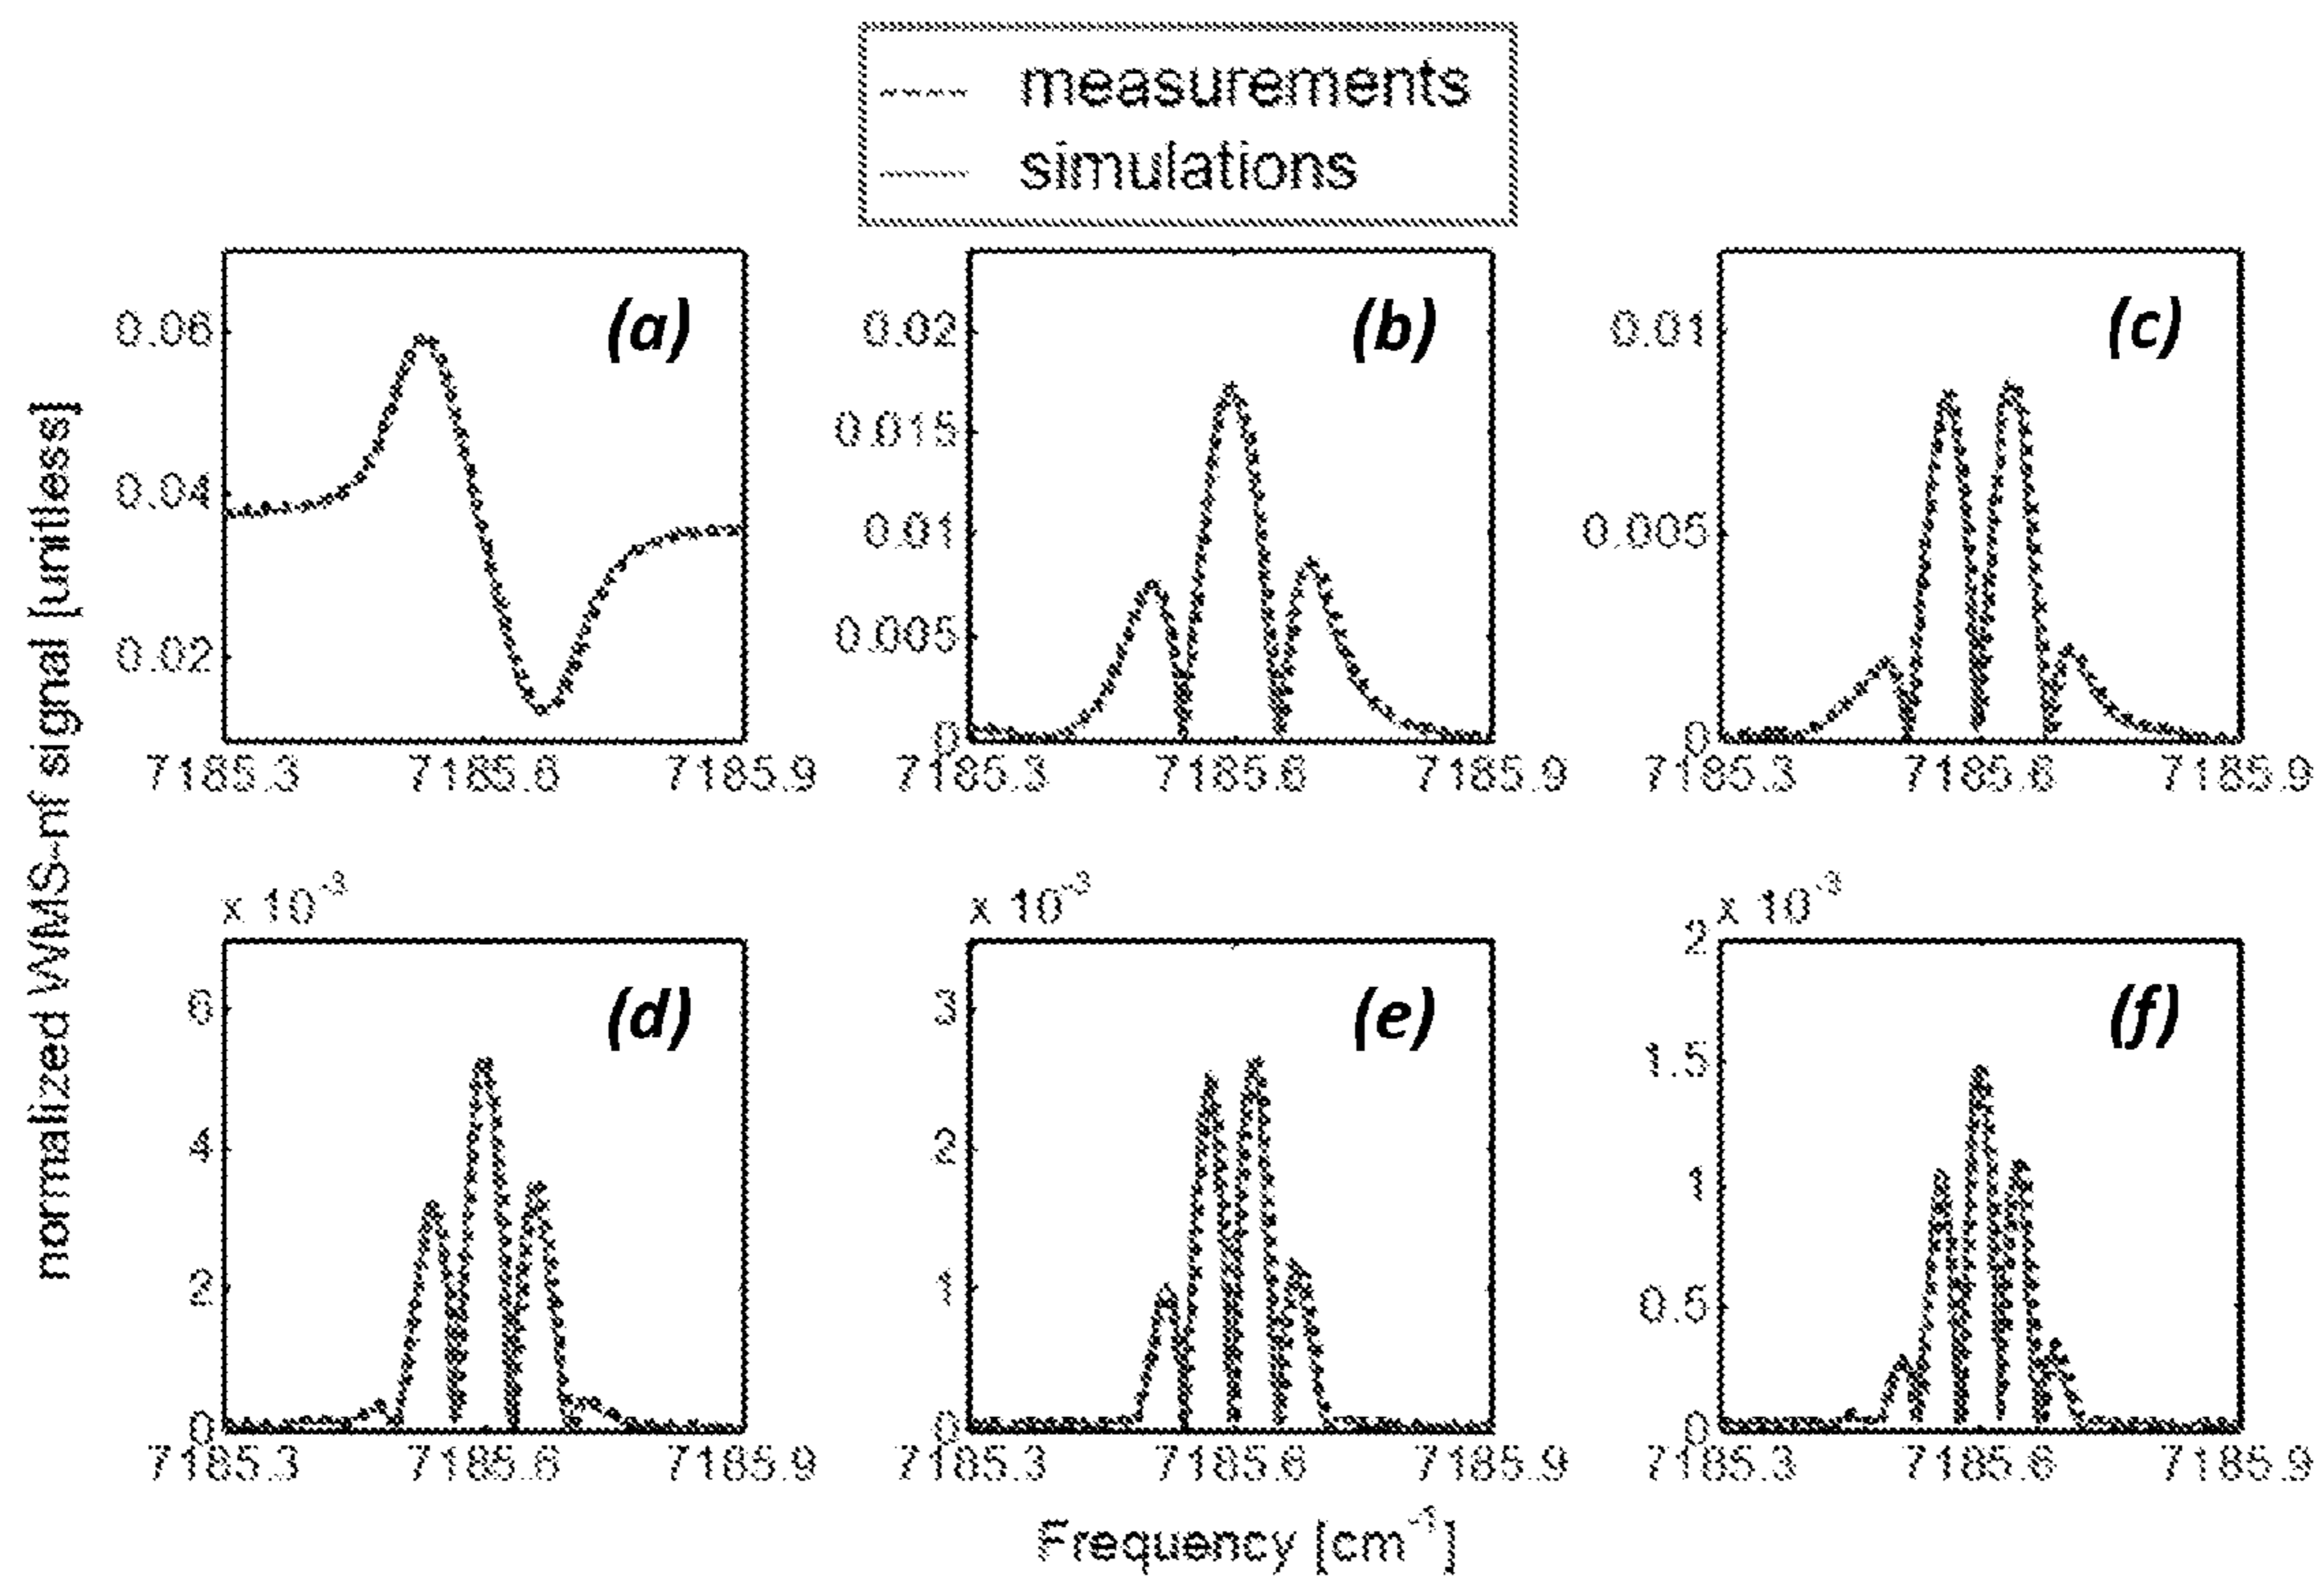 measurements
simulations
normalized WMS-nf signal [unitless]
(a)
0.06
0.04
0.02
7185.3 7185.6 7185.9
(b)
0.02
0.015
0.01
0.005
0
7185.3 7185.6 7185.9
(c)
0.01
0.005
0
7185.3 7185.6 7185.9
x 10^-3
(d)
6
4
2
0
7185.3 7185.6 7185.9
x 10^-3
(e)
3
2
1
0
7185.3 7185.6 7185.9
x 10^-3
(f)
2
1.5
1
0.5
0
7185.3 7185.6 7185.9
Frequency [cm^-1]